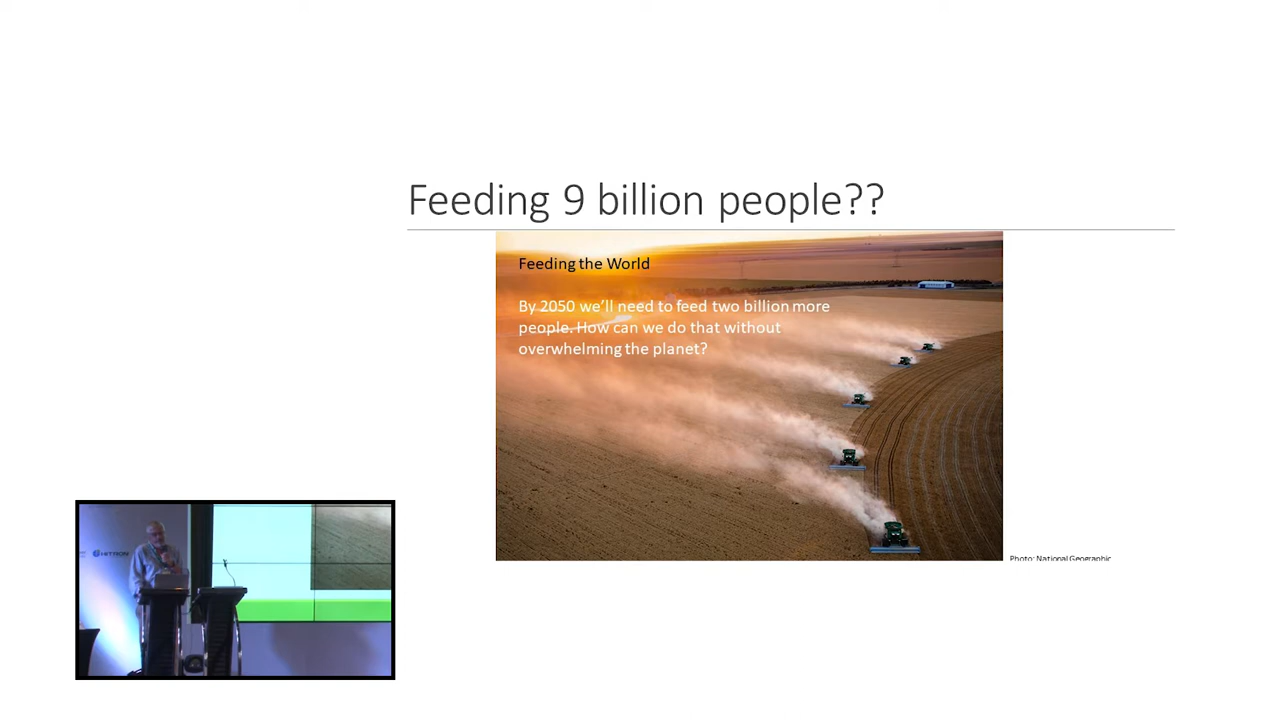 Feeding 9 billion people??
Feeding the World
By 2050 we'll need to feed two billion more
people. How can we do that without
overwhelming the planet?
Photo: National Geographic
HITRON